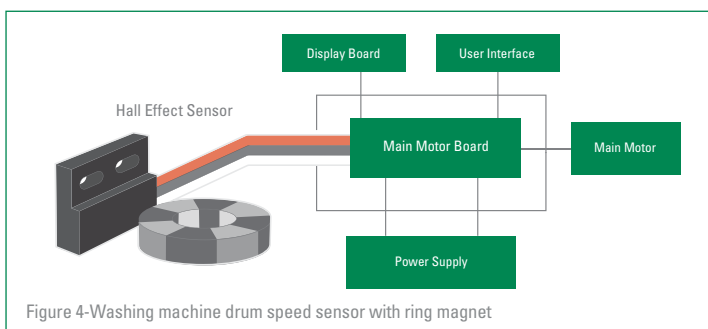 Display Board
User Interface
Hall Effect Sensor
Main Motor Board
Main Motor
Power Supply
Figure 4-Washing machine drum speed sensor with ring magnet